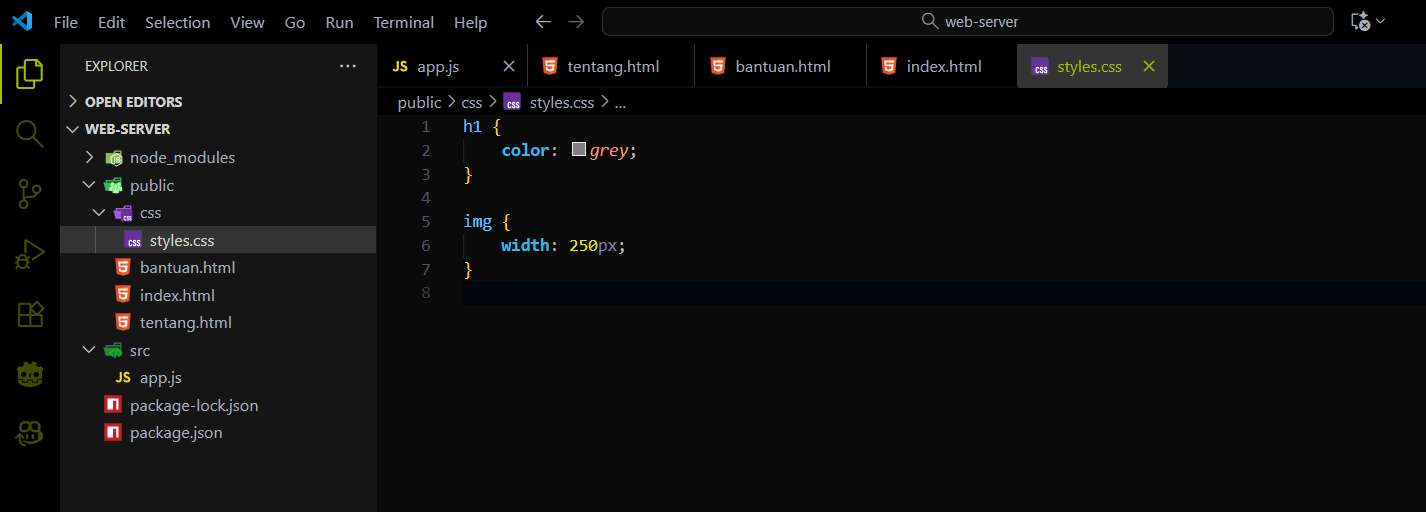 File Edit Selection View Go Run Terminal Help web-server
EXPLORER ...
OPEN EDITORS
WEB-SERVER
node_modules
public
css
styles.css
bantuan.html
index.html
tentang.html
src
JS app.js
package-lock.json
package.json
JS app.js tentang.html bantuan.html index.html css styles.css
public > css > css styles.css > ...
1 h1 {
2 color: grey;
3 }
4
5 img {
6 width: 250px;
7 }
8